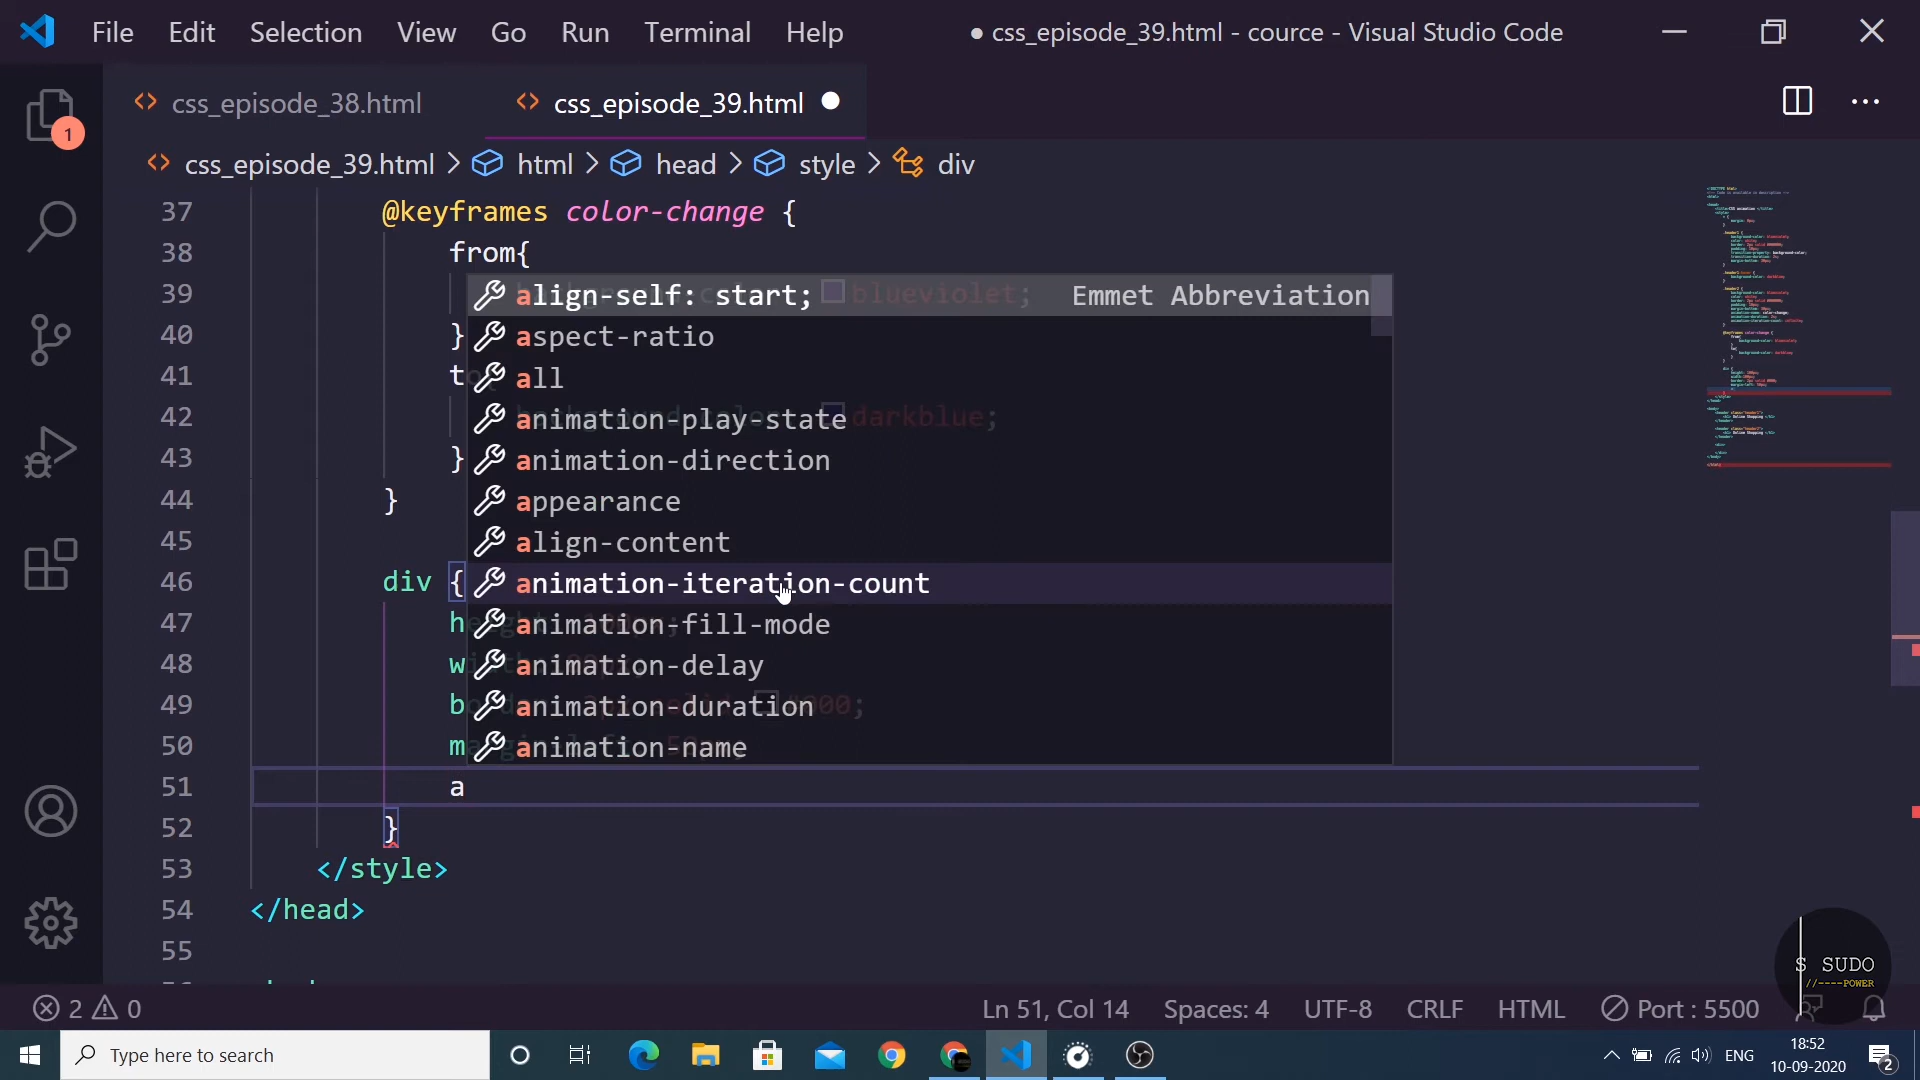 File Edit Selection View Go Run Terminal Help ● css_episode_39.html - cource - Visual Studio Code
css_episode_38.html css_episode_39.html
css_episode_39.html > html > head > style > div
1
37 @keyframes color-change {
38 from{
39 align-self: start; blueviolet; Emmet Abbreviation
40 } aspect-ratio
41 to all
42 animation-play-state darkblue;
43 } animation-direction
44 } appearance
45 align-content
46 div { animation-iteration-count
47 h animation-fill-mode
48 w animation-delay
49 b animation-duration #000;
50 m animation-name
51 a
52 }
53 </style>
54 </head>
55
2 0 Ln 51, Col 14 Spaces: 4 UTF-8 CRLF HTML Port : 5500
S SUDO
//----POWER
Type here to search
ENG
18:52
10-09-2020
2